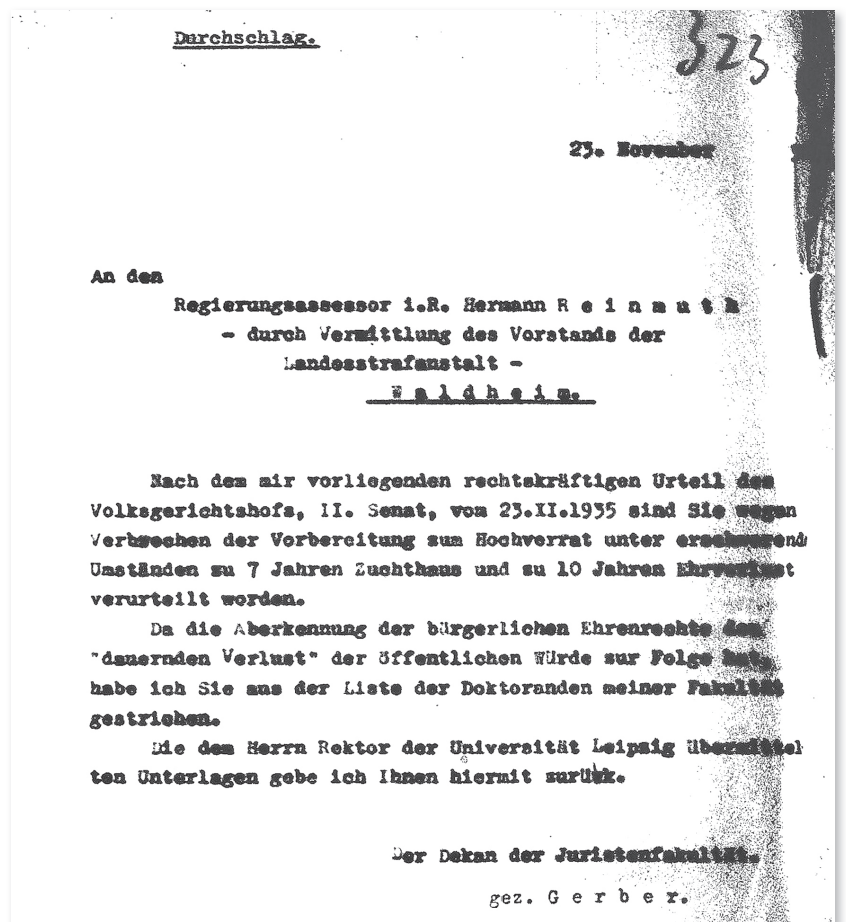 Durchschlag.
323
23. November
An den
Regierungsassessor i.R. Hermann R e i n m u t h
- durch Vermittlung des Vorstands der
Landesstrafanstalt -
W a l d h e i m.
Nach dem mir vorliegenden rechtskräftigen Urteil des
Volksgerichtshofs, II. Senat, vom 23.XI.1935 sind Sie wegen
Verbrechen der Vorbereitung zum Hochverrat unter erschwerend
Umständen zu 7 Jahren Zuchthaus und zu 10 Jahren Ehrverlust
verurteilt worden.
Da die Aberkennung der bürgerlichen Ehrenrechte den
"dauernden Verlust" der öffentlichen Würde zur Folge hat,
habe ich Sie aus der Liste der Doktoranden meiner Fakultät
gestrichen.
Die dem Herrn Rektor der Universität Leipzig übermittel
ten Unterlagen gebe ich Ihnen hiermit zurück.
Der Dekan der Juristenfakultät.
gez. G e r b e r.